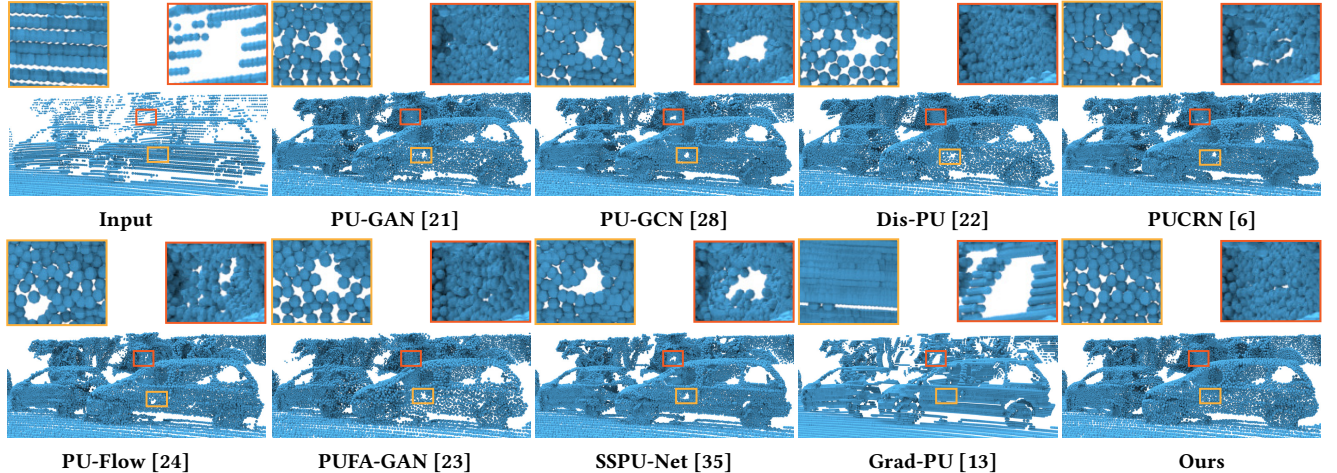 Input PU-GAN [21] PU-GCN [28] Dis-PU [22] PUCRN [6]
PU-Flow [24] PUFA-GAN [23] SSPU-Net [35] Grad-PU [13] Ours